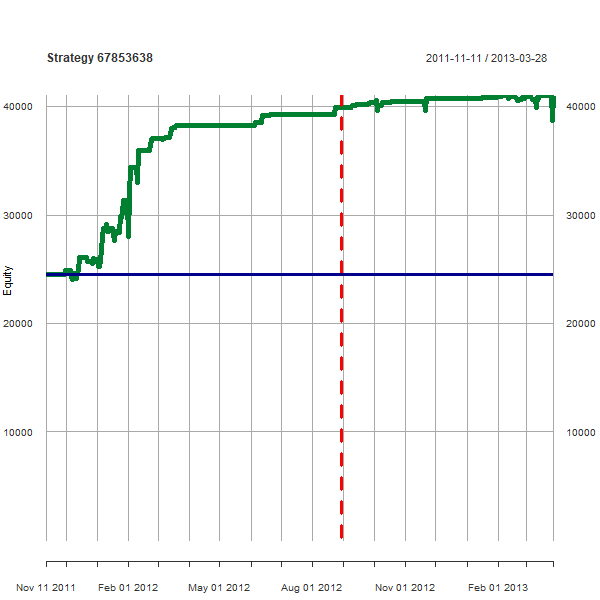 Strategy 67853638
2011-11-11 / 2013-03-28
40000 40000
30000 30000
Equity
20000 20000
10000 10000
Nov 11 2011 Feb 01 2012 May 01 2012 Aug 01 2012 Nov 01 2012 Feb 01 2013